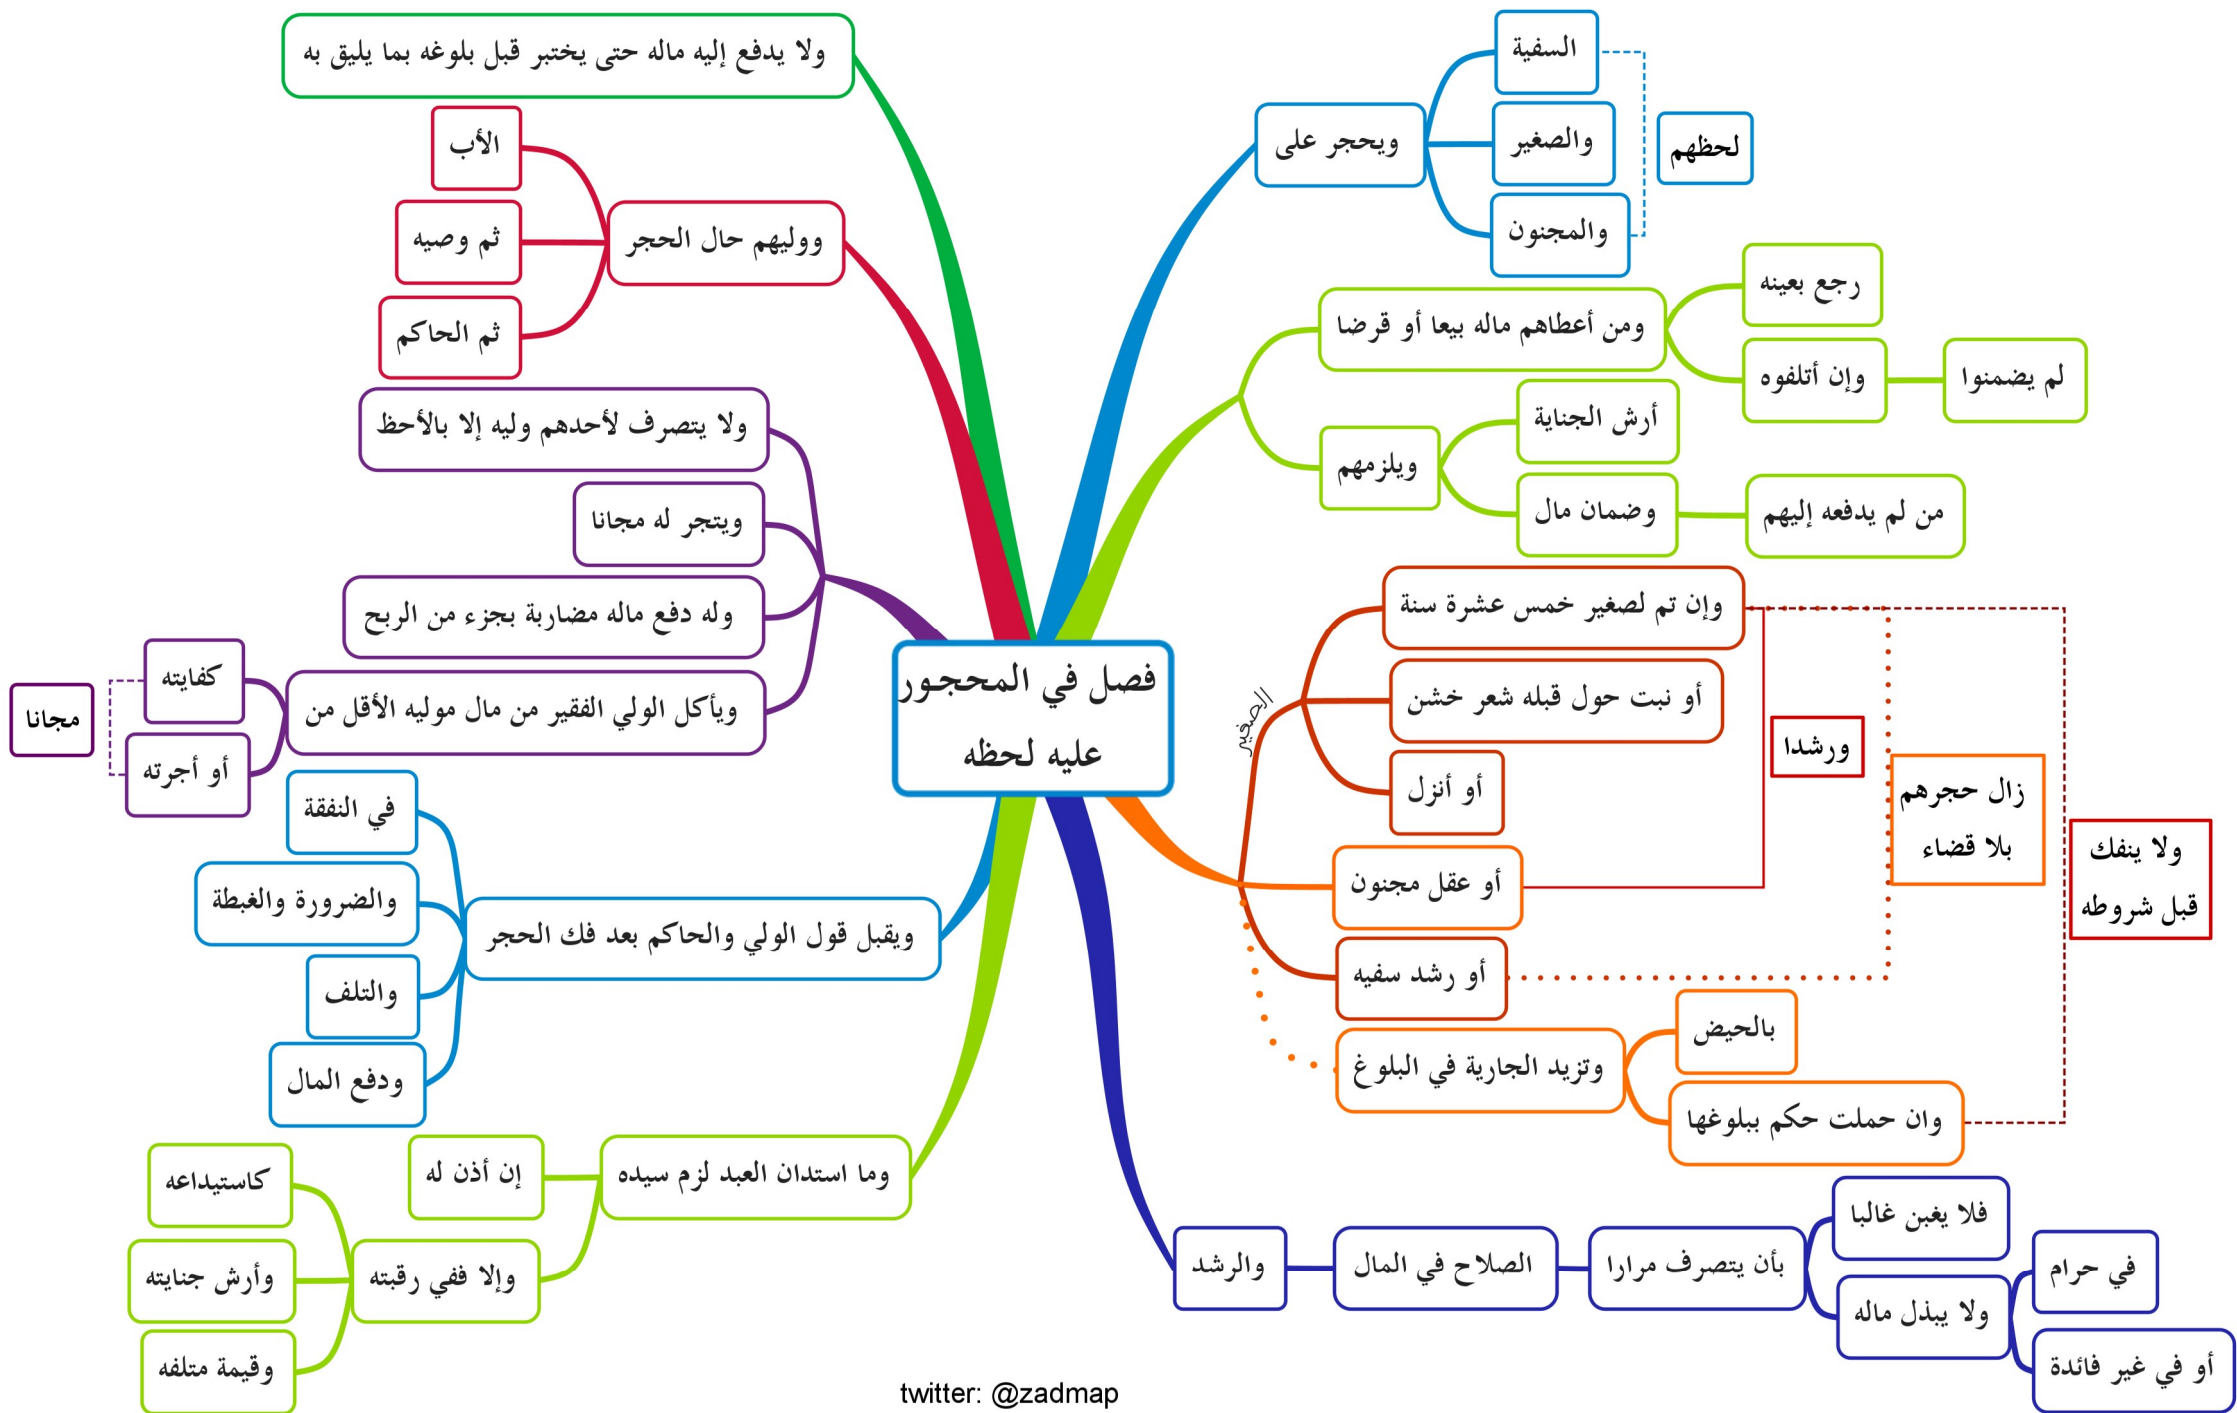 فصل في المحجور
عليه لحظه
ويحجر على
السفية
والصغير
والمجنون
لحظهم
ومن أعطاهم ماله بيعا أو قرضا
رجع بعينه
وإن أتلفوه
لم يضمنوا
ويلزمهم
أرش الجناية
وضمان مال
من لم يدفعه إليهم
الصغير
وإن تم لصغير خمس عشرة سنة
أو نبت حول قبله شعر خشن
أو أنزل
أو عقل مجنون
ورشدا
أو رشد سفيه
زال حجرهم
بلا قضاء
وتزيد الجارية في البلوغ
بالحيض
وان حملت حكم ببلوغها
ولا ينفك
قبل شروطه
والرشد
الصلاح في المال
بأن يتصرف مرارا
فلا يغبن غالبا
ولا يبذل ماله
في حرام
أو في غير فائدة
ولا يدفع إليه ماله حتى يختبر قبل بلوغه بما يليق به
ووليهم حال الحجر
الأب
ثم وصيه
ثم الحاكم
ولا يتصرف لأحدهم وليه إلا بالأحظ
ويتجر له مجانا
وله دفع ماله مضاربة بجزء من الربح
ويأكل الولي الفقير من مال موليه الأقل من
كفايته
أو أجرته
مجانا
ويقبل قول الولي والحاكم بعد فك الحجر
في النفقة
والضرورة والغبطة
والتلف
ودفع المال
وما استدان العبد لزم سيده
إن أذن له
وإلا ففي رقبته
كاستيداعه
وأرش جنايته
وقيمة متلفه
twitter: @zadmap